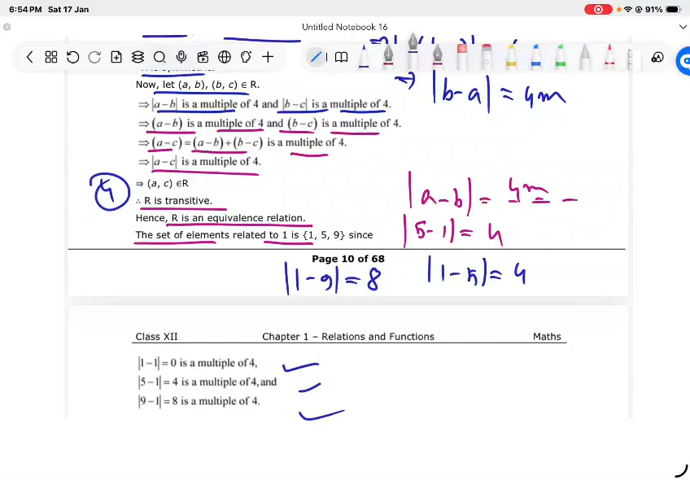 6:54 PM Sat 17 Jan
91%
Untitled Notebook 16
Now, let (a, b), (b, c) ∈ R.
⇒ |a−b| is a multiple of 4 and |b−c| is a multiple of 4.
⇒ (a−b) is a multiple of 4 and (b−c) is a multiple of 4.
⇒ (a−c)=(a−b)+(b−c) is a multiple of 4.
⇒ |a−c| is a multiple of 4.
⇒ (a, c) ∈R
∴ R is transitive.
Hence, R is an equivalence relation.
The set of elements related to 1 is {1, 5, 9} since
⇒ |b-a| = 4m
|a-b| = 4m = -
|5-1| = 4
Page 10 of 68
|1-9| = 8
|1-5| = 4
Class XII Chapter 1 – Relations and Functions Maths
|1−1|=0 is a multiple of 4,
|5−1|=4 is a multiple of 4,and
|9−1|=8 is a multiple of 4.